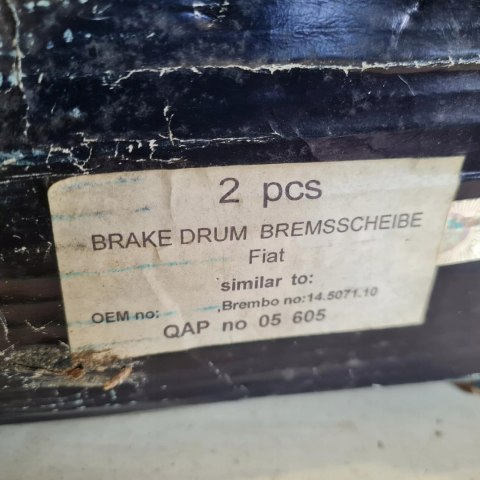 2 pcs
BRAKE DRUM BREMSSCHEIBE
Fiat
similar to:
OEM no: ,Brembo no:14.5071.10
QAP no 05 605